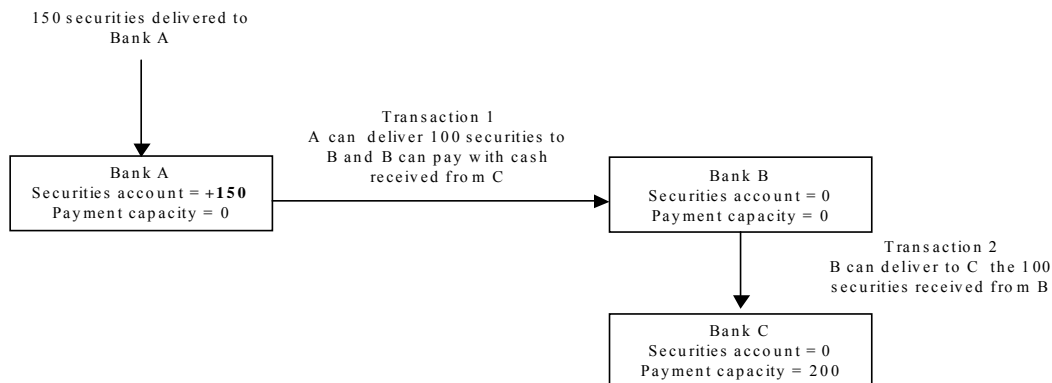 150 securities delivered to
Bank A
Transaction 1
A can deliver 100 securities to
B and B can pay with cash
received from C
Bank A
Securities account = +150
Payment capacity = 0
Bank B
Securities account = 0
Payment capacity = 0
Transaction 2
B can deliver to C the 100
securities received from B
Bank C
Securities account = 0
Payment capacity = 200